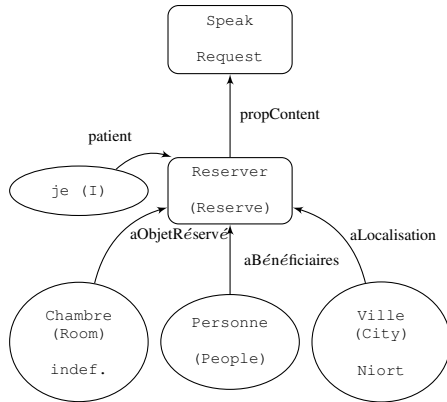 Speak
Request
propContent
patient
Reserver
(Reserve)
je (I)
aObjetRéservé
aLocalisation
aBénéficiaires
Chambre
(Room)
indef.
Personne
(People)
Ville
(City)
Niort